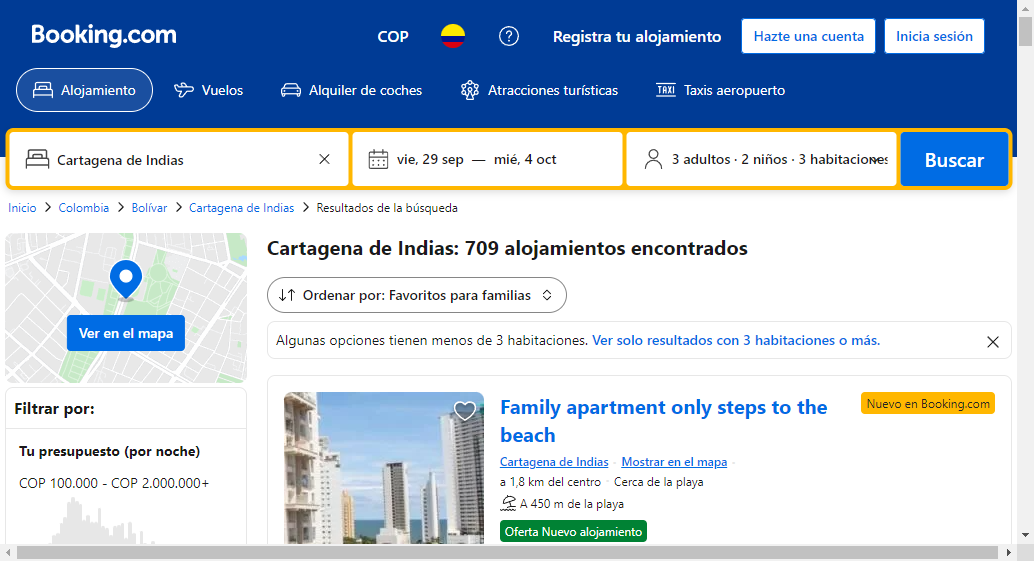 Booking.com
COP
Registra tu alojamiento
Hazte una cuenta
Inicia sesión
Alojamiento
Vuelos
Alquiler de coches
Atracciones turísticas
TAXI
Taxis aeropuerto
Cartagena de Indias
vie, 29 sep — mié, 4 oct
3 adultos · 2 niños · 3 habitaciones
Buscar
Inicio > Colombia > Bolívar > Cartagena de Indias > Resultados de la búsqueda
Ver en el mapa
Filtrar por:
Tu presupuesto (por noche)
COP 100.000 - COP 2.000.000+
Cartagena de Indias: 709 alojamientos encontrados
Ordenar por: Favoritos para familias
Algunas opciones tienen menos de 3 habitaciones. Ver solo resultados con 3 habitaciones o más.
Family apartment only steps to the
beach
Nuevo en Booking.com
Cartagena de Indias · Mostrar en el mapa ·
a 1,8 km del centro · Cerca de la playa
A 450 m de la playa
Oferta Nuevo alojamiento